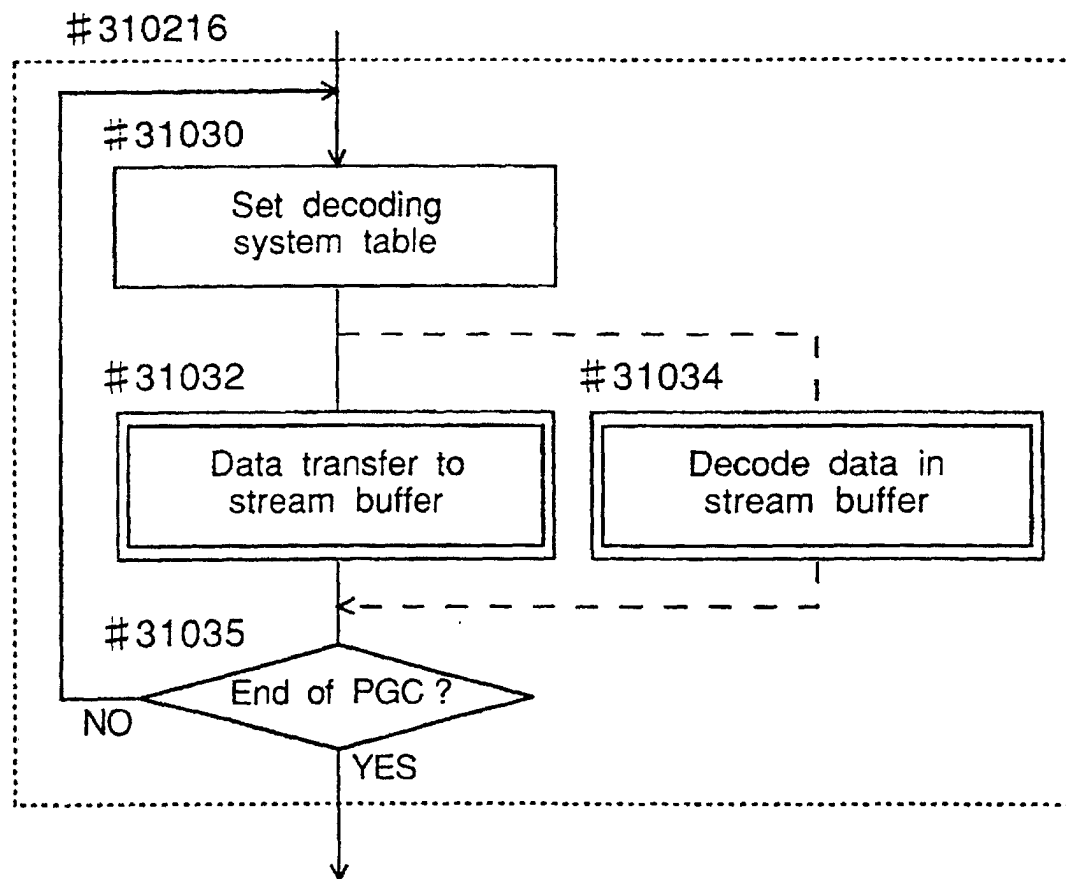 #310216
#31030
Set decoding
system table
#31032
#31034
Data transfer to
stream buffer
Decode data in
stream buffer
#31035
End of PGC ?
NO
YES